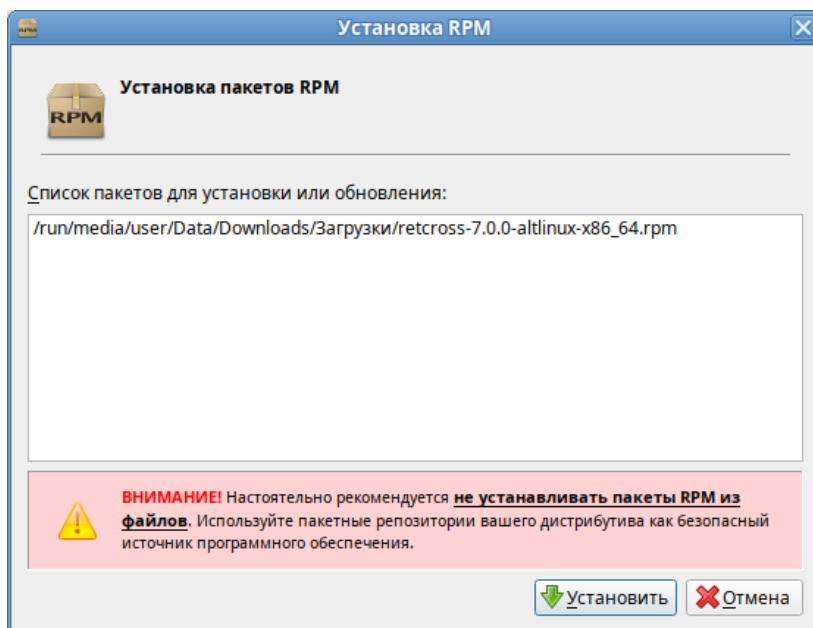 Установка RPM
RPM
Установка пакетов RPM
RPM
Список пакетов для установки или обновления:
/run/media/user/Data/Downloads/Загрузки/retcross-7.0.0-altlinux-x86_64.rpm
ВНИМАНИЕ! Настоятельно рекомендуется не устанавливать пакеты RPM из
файлов. Используйте пакетные репозитории вашего дистрибутива как безопасный
источник программного обеспечения.
Установить
Отмена